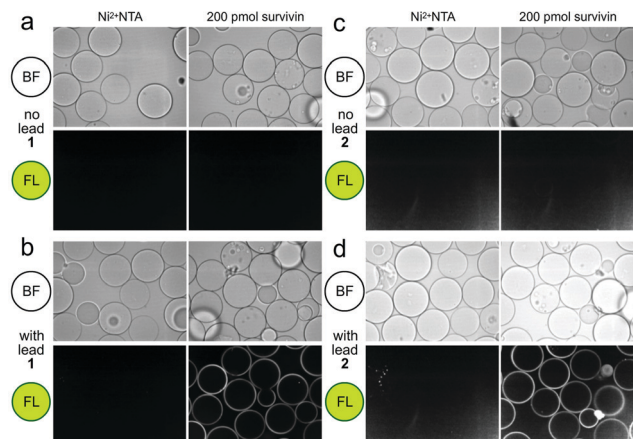 a
Ni²⁺NTA
200 pmol survivin
BF
no
lead
1
FL
b
BF
with
lead
1
FL
c
Ni²⁺NTA
200 pmol survivin
BF
no
lead
2
FL
d
BF
with
lead
2
FL